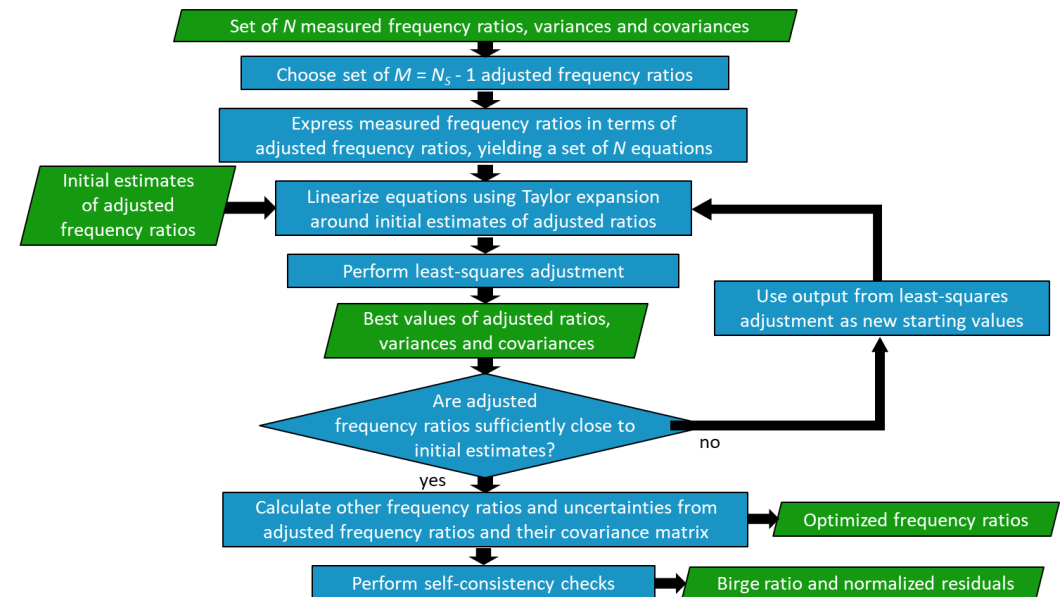 Set of N measured frequency ratios, variances and covariances
Choose set of M = NS - 1 adjusted frequency ratios
Express measured frequency ratios in terms of
adjusted frequency ratios, yielding a set of N equations
Initial estimates
of adjusted
frequency ratios
Linearize equations using Taylor expansion
around initial estimates of adjusted ratios
Perform least-squares adjustment
Use output from least-squares
adjustment as new starting values
Best values of adjusted ratios,
variances and covariances
Are adjusted
frequency ratios sufficiently close to
initial estimates?
no
yes
Calculate other frequency ratios and uncertainties from
adjusted frequency ratios and their covariance matrix
Optimized frequency ratios
Perform self-consistency checks
Birge ratio and normalized residuals